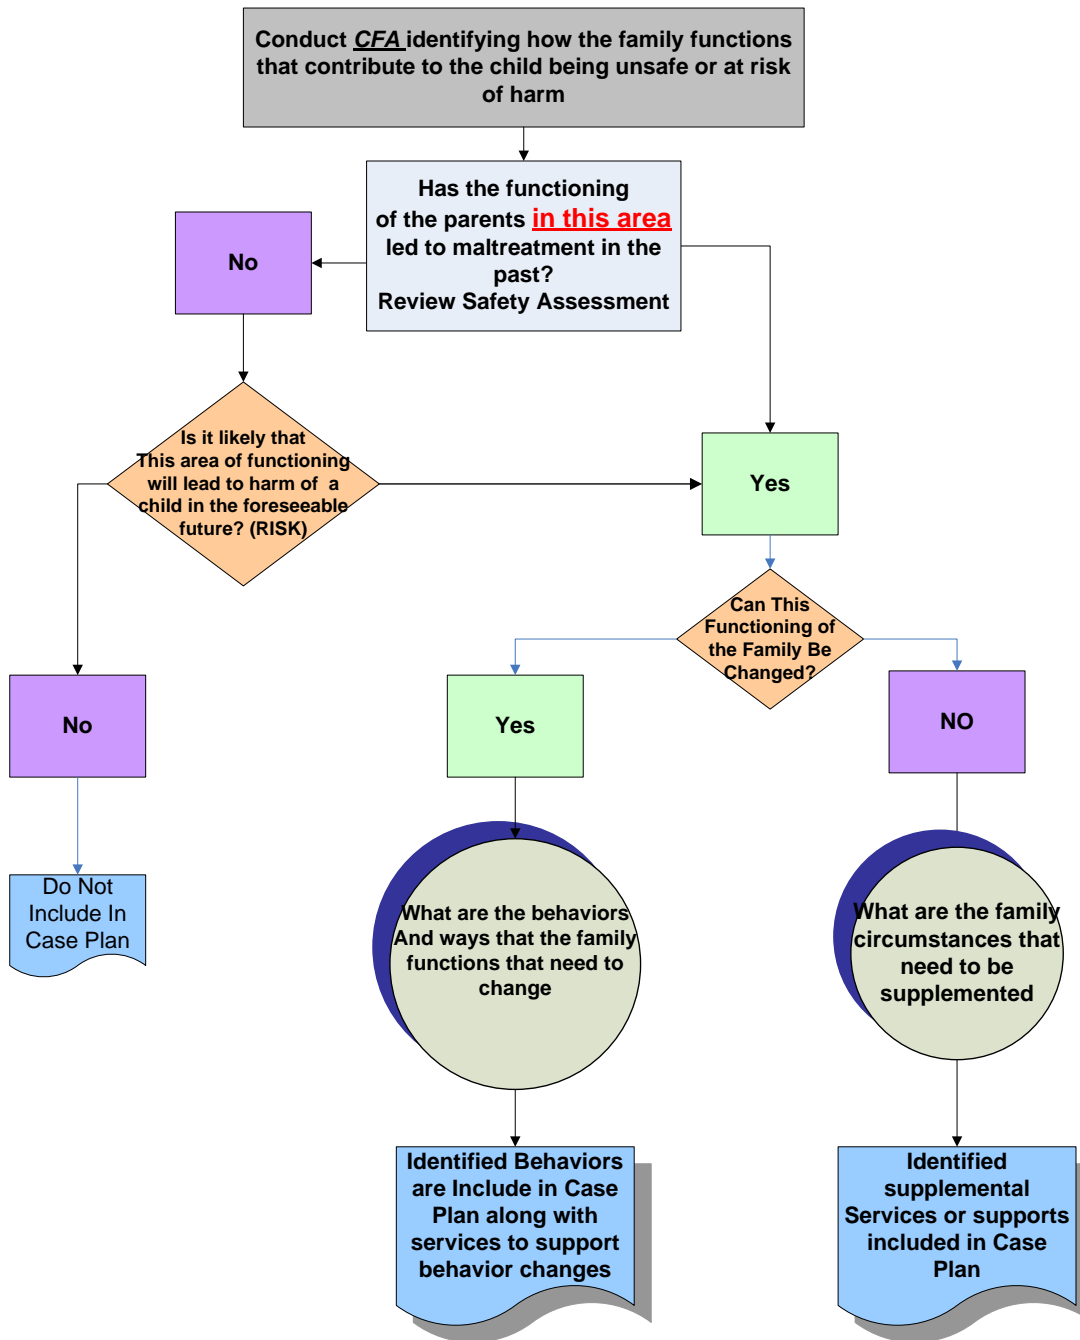 Conduct CFA identifying how the family functions
that contribute to the child being unsafe or at risk
of harm
Has the functioning
of the parents in this area
led to maltreatment in the
past?
Review Safety Assessment
No
Is it likely that
This area of functioning
will lead to harm of a
child in the foreseeable
future? (RISK)
Yes
Can This
Functioning of
the Family Be
Changed?
No
Yes
NO
Do Not
Include In
Case Plan
What are the behaviors
And ways that the family
functions that need to
change
What are the family
circumstances that
need to be
supplemented
Identified Behaviors
are Include in Case
Plan along with
services to support
behavior changes
Identified
supplemental
Services or supports
included in Case
Plan